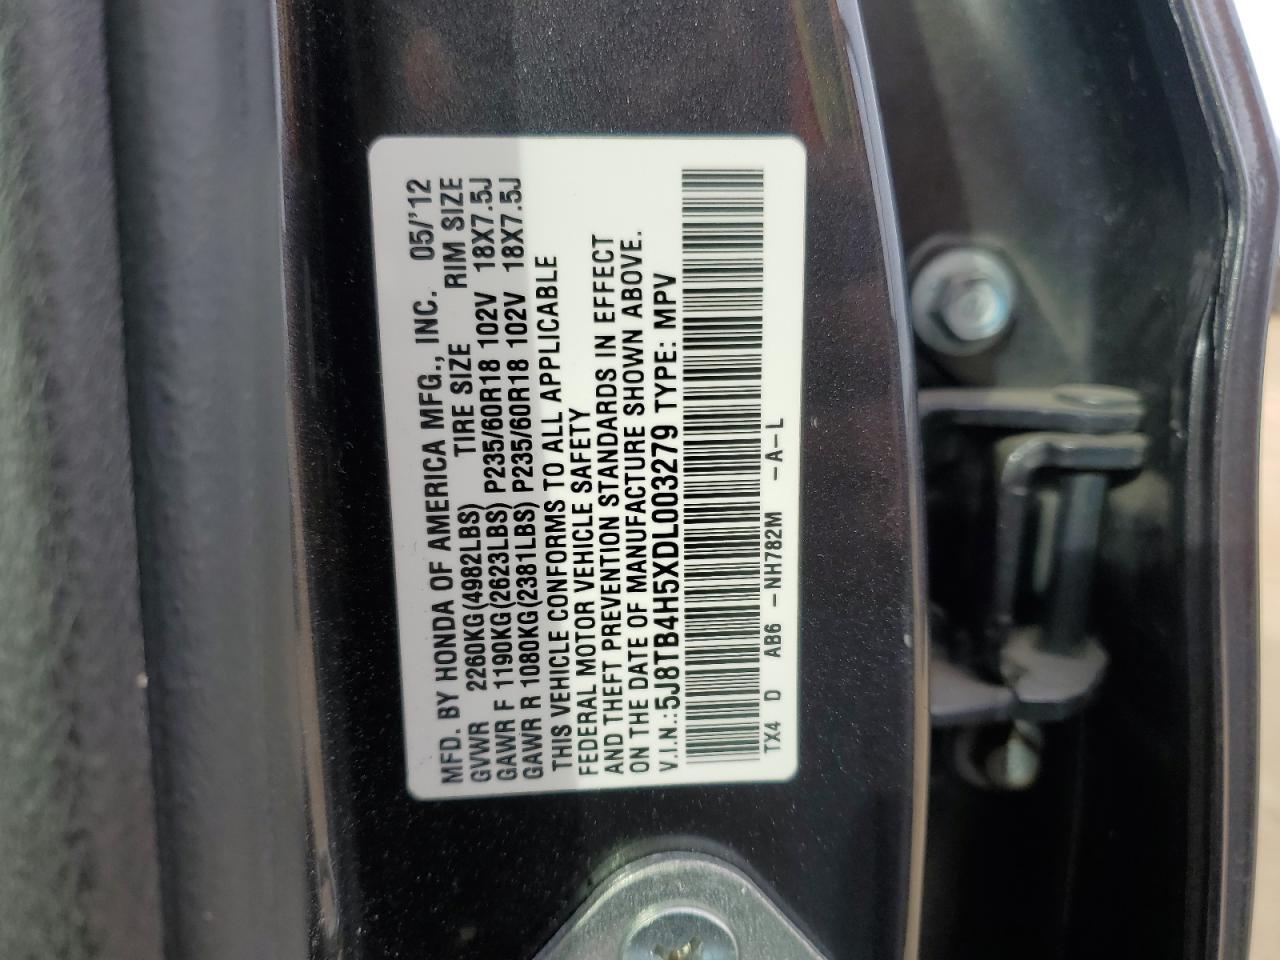 MFD. BY HONDA OF AMERICA MFG., INC. 05/'12
GVWR 2260KG(4982LBS) TIRE SIZE RIM SIZE
GAWR F 1190KG(2623LBS) P235/60R18 102V 18X7.5J
GAWR R 1080KG(2381LBS) P235/60R18 102V 18X7.5J
THIS VEHICLE CONFORMS TO ALL APPLICABLE
FEDERAL MOTOR VEHICLE SAFETY
AND THEFT PREVENTION STANDARDS IN EFFECT
ON THE DATE OF MANUFACTURE SHOWN ABOVE.
V.I.N.:5J8TB4H5XDL003279 TYPE: MPV
TX4 D AB6 -NH782M -A-L